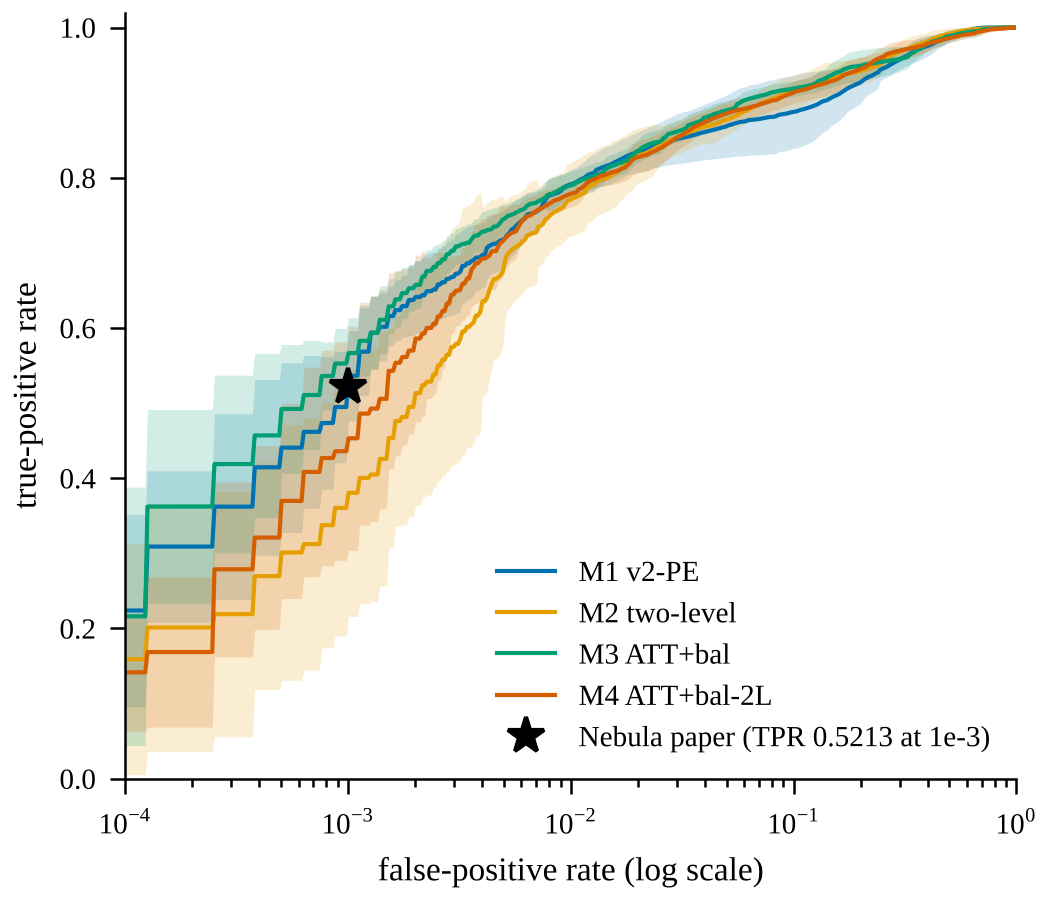 1.0
0.8
0.6
0.4
0.2
0.0
true-positive rate
M1 v2-PE
M2 two-level
M3 ATT+bal
M4 ATT+bal-2L
Nebula paper (TPR 0.5213 at 1e-3)
10⁻⁴ 10⁻³ 10⁻² 10⁻¹ 10⁰
false-positive rate (log scale)